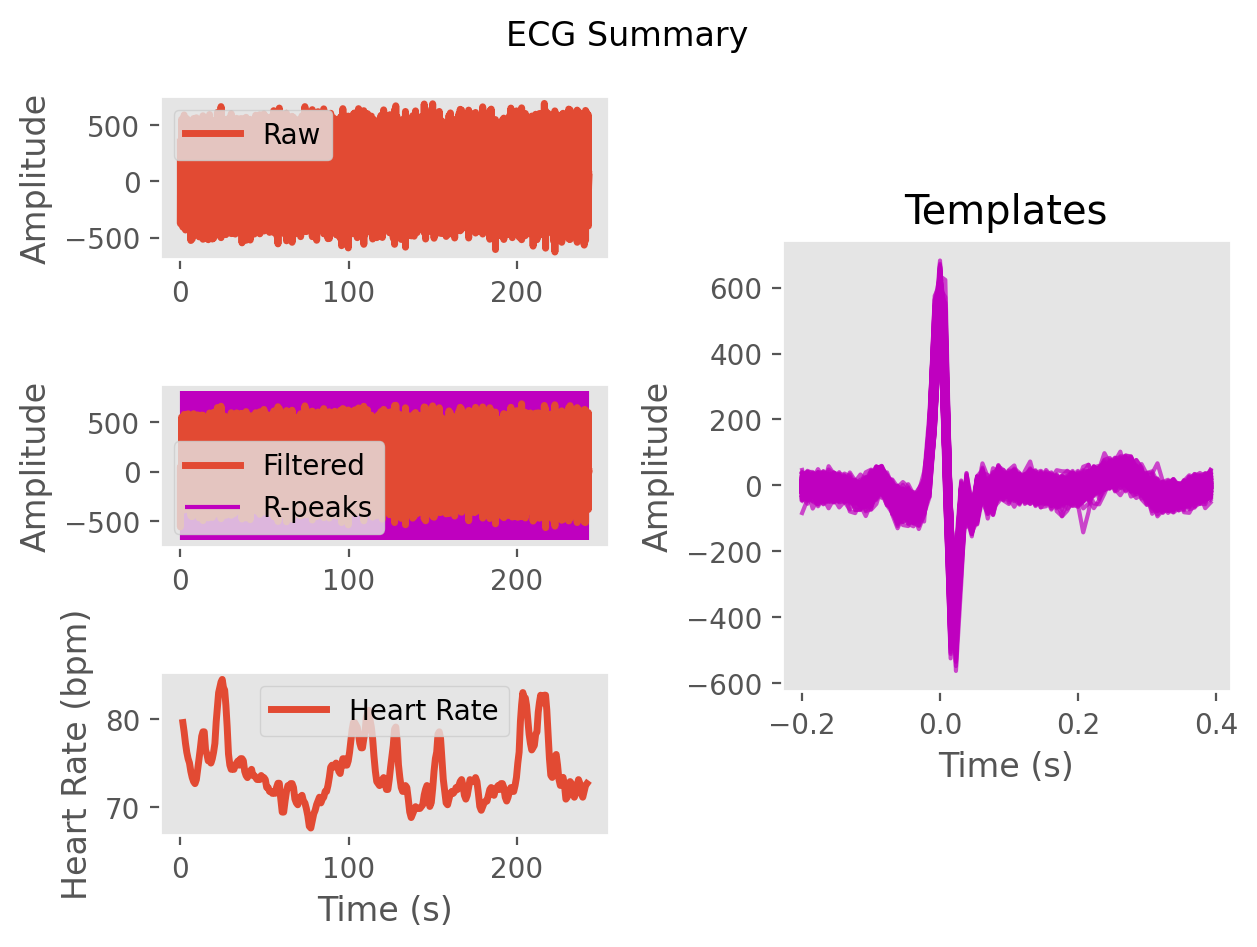 ECG Summary
Amplitude
500
0
−500
Raw
0 100 200
Amplitude
500
0
−500
Filtered
R-peaks
0 100 200
Heart Rate (bpm)
80
70
Heart Rate
0 100 200
Time (s)
Templates
Amplitude
600
400
200
0
−200
−400
−600
−0.2 0.0 0.2 0.4
Time (s)